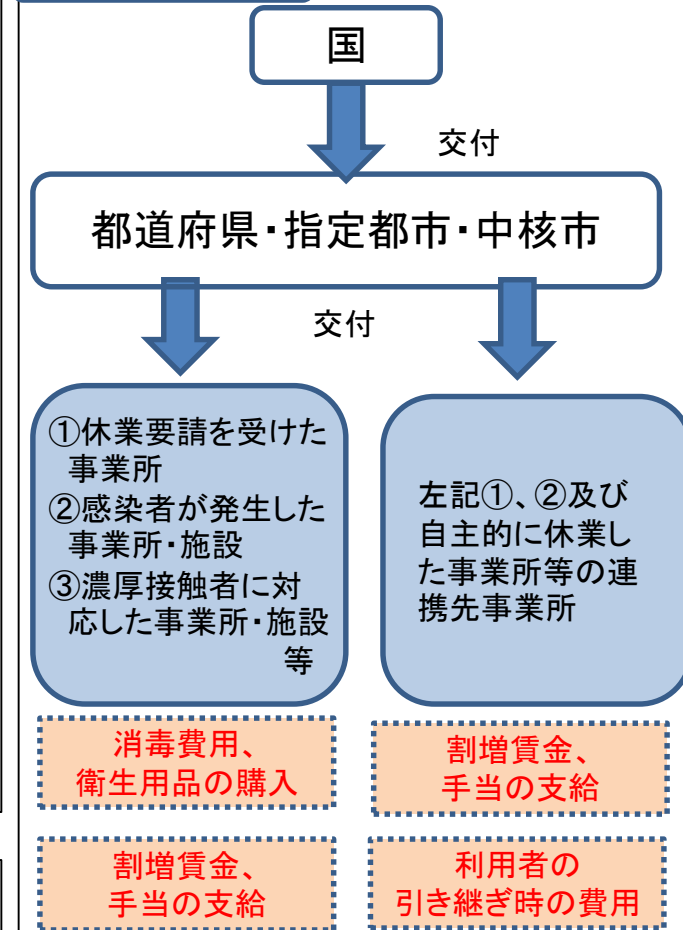 国
交付
都道府県・指定都市・中核市
交付
①休業要請を受けた
事業所
②感染者が発生した
事業所・施設
③濃厚接触者に対
応した事業所・施設
等
左記①、②及び
自主的に休業し
た事業所等の連
携先事業所
消毒費用、
衛生用品の購入
割増賃金、
手当の支給
割増賃金、
手当の支給
利用者の
引き継ぎ時の費用